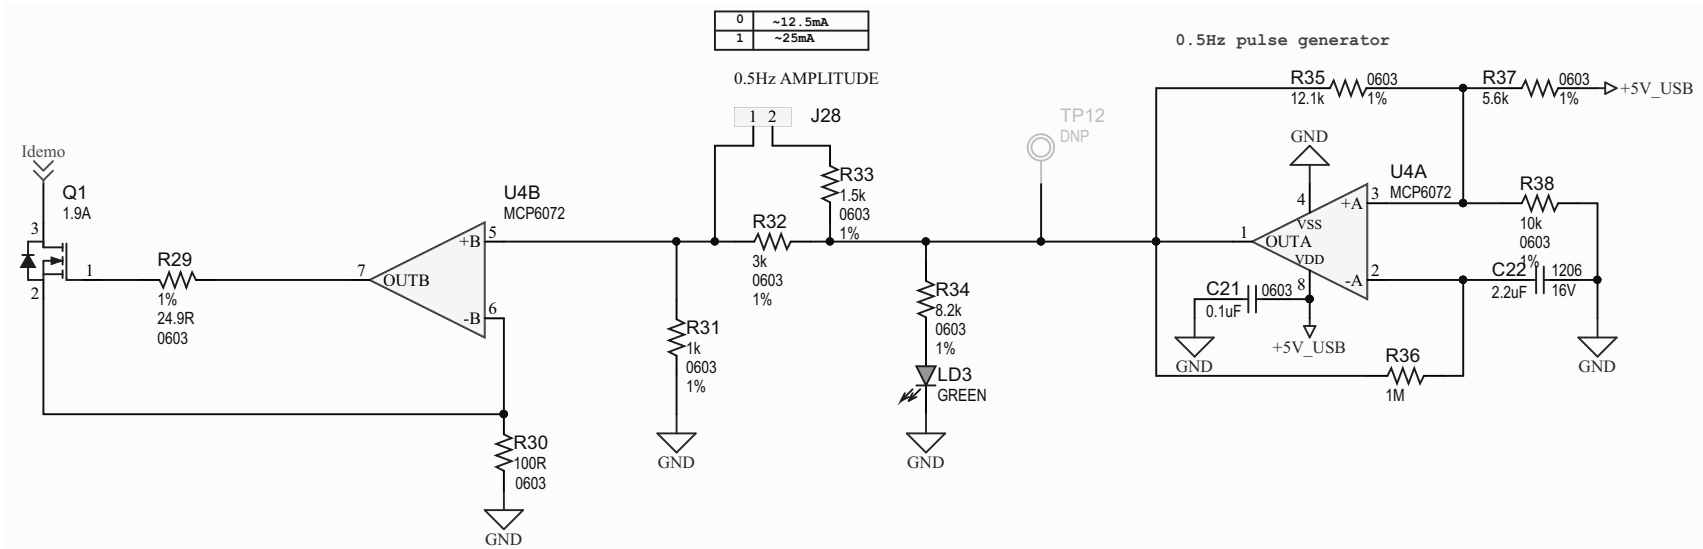 0 ~12.5mA
1 ~25mA
0.5Hz AMPLITUDE
0.5Hz pulse generator
Idemo
Q1
1.9A
3
1
2
R29
1%
24.9R
0603
7
OUTB
U4B
MCP6072
+B
5
-B
6
R30
100R
0603
GND
R31
1k
0603
1%
GND
1 2
J28
R33
1.5k
0603
1%
R32
3k
0603
1%
R34
8.2k
0603
1%
LD3
GREEN
GND
TP12
DNP
R35
12.1k
0603
1%
R37
5.6k
0603
1%
+5V_USB
GND
4
VSS
U4A
MCP6072
+A
3
1
OUTA
VDD
8
-A
2
R38
10k
0603
1%
C22
2.2uF
1206
16V
GND
C21
0.1uF
0603
GND
+5V_USB
R36
1M